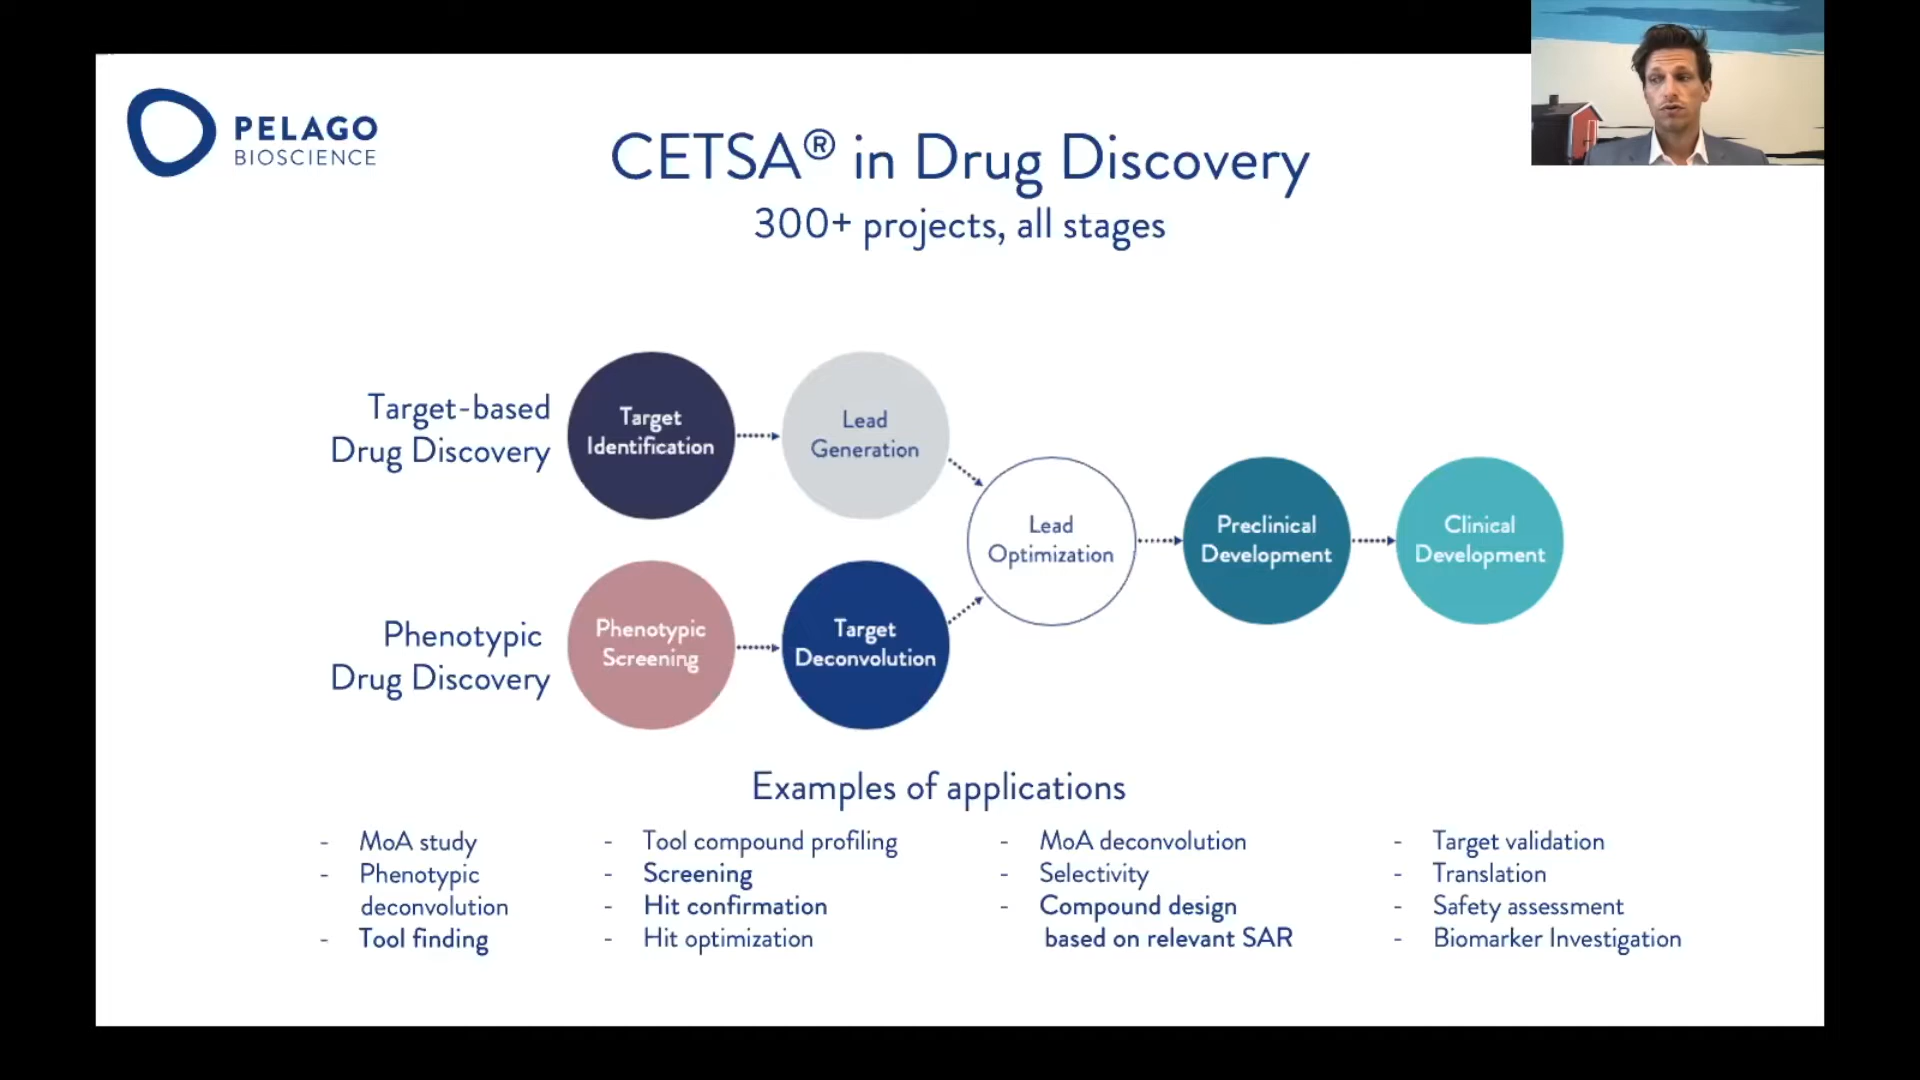 PELAGO
BIOSCIENCE
CETSA® in Drug Discovery
300+ projects, all stages
Target-based
Drug Discovery
Target
Identification
Lead
Generation
Lead
Optimization
Preclinical
Development
Clinical
Development
Phenotypic
Drug Discovery
Phenotypic
Screening
Target
Deconvolution
Examples of applications
- MoA study
- Phenotypic
deconvolution
- Tool finding
- Tool compound profiling
- Screening
- Hit confirmation
- Hit optimization
- MoA deconvolution
- Selectivity
- Compound design
based on relevant SAR
- Target validation
- Translation
- Safety assessment
- Biomarker Investigation